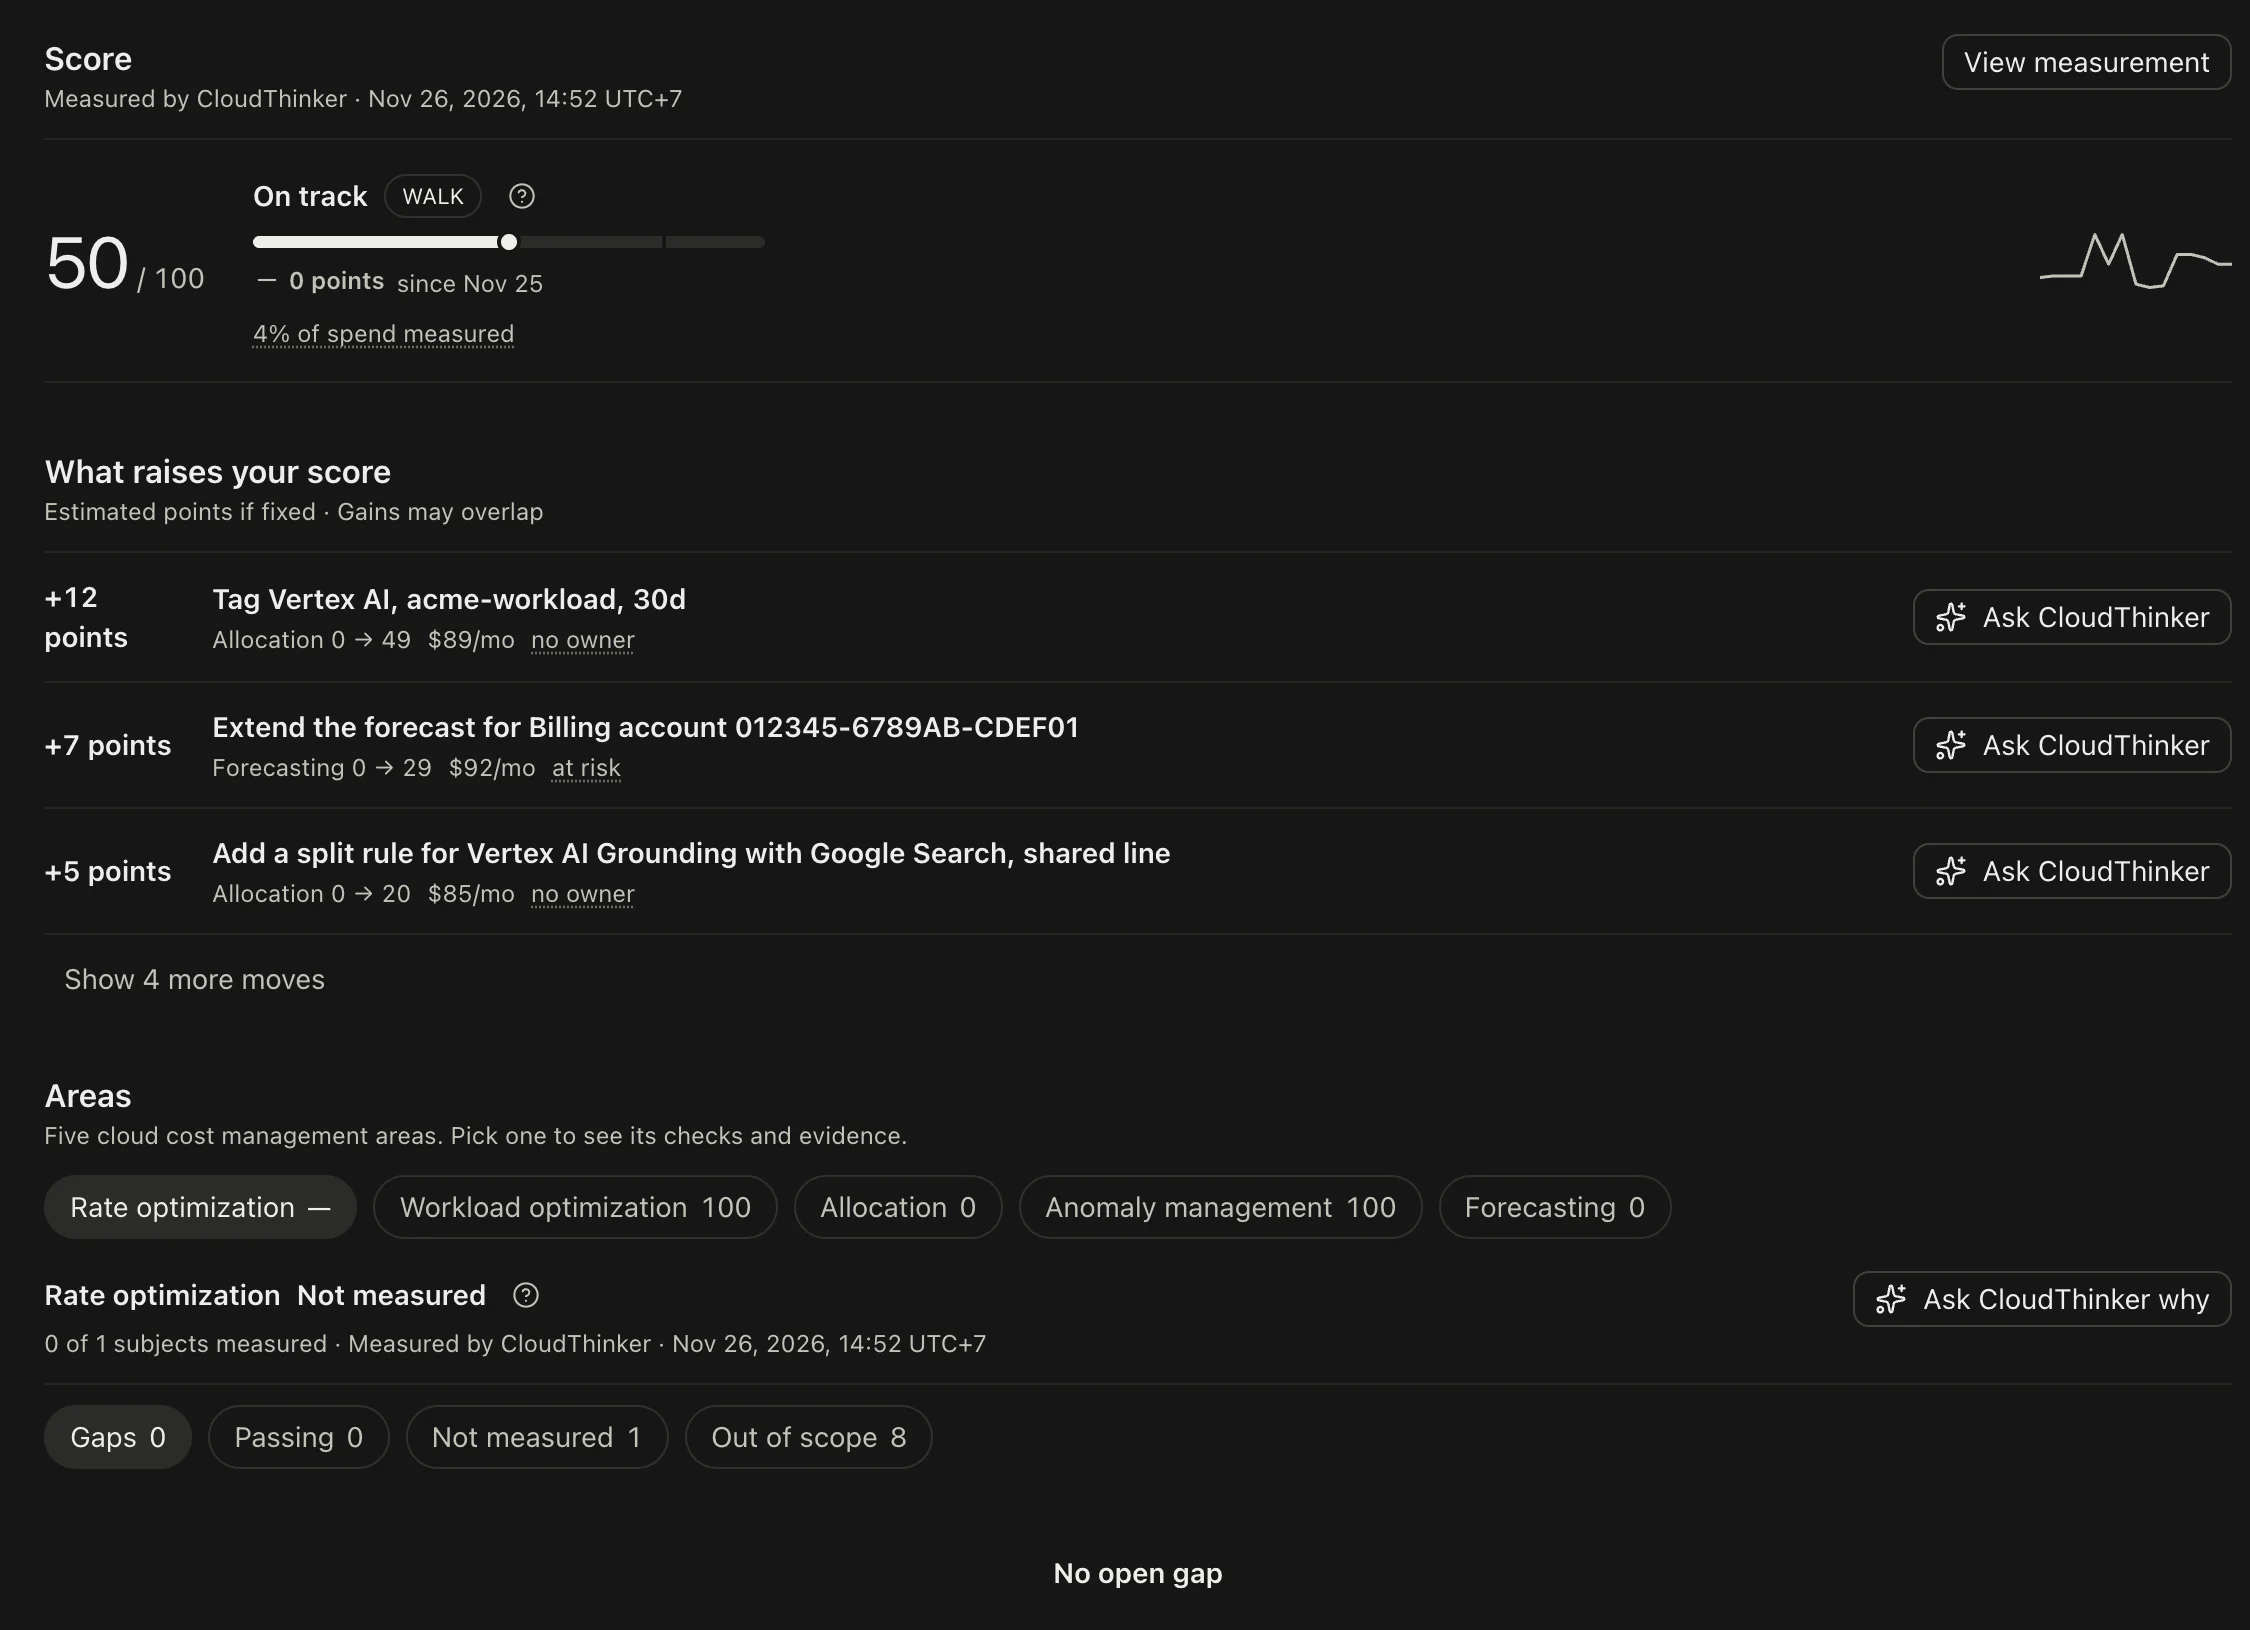 Score
View measurement
Measured by CloudThinker · Nov 26, 2026, 14:52 UTC+7
50 / 100
On track WALK
— 0 points since Nov 25
4% of spend measured
What raises your score
Estimated points if fixed · Gains may overlap
+12 points
Tag Vertex AI, acme-workload, 30d
Allocation 0 → 49 $89/mo no owner
Ask CloudThinker
+7 points
Extend the forecast for Billing account 012345-6789AB-CDEF01
Forecasting 0 → 29 $92/mo at risk
Ask CloudThinker
+5 points
Add a split rule for Vertex AI Grounding with Google Search, shared line
Allocation 0 → 20 $85/mo no owner
Ask CloudThinker
Show 4 more moves
Areas
Five cloud cost management areas. Pick one to see its checks and evidence.
Rate optimization — Workload optimization 100 Allocation 0 Anomaly management 100 Forecasting 0
Rate optimization Not measured
Ask CloudThinker why
0 of 1 subjects measured · Measured by CloudThinker · Nov 26, 2026, 14:52 UTC+7
Gaps 0 Passing 0 Not measured 1 Out of scope 8
No open gap